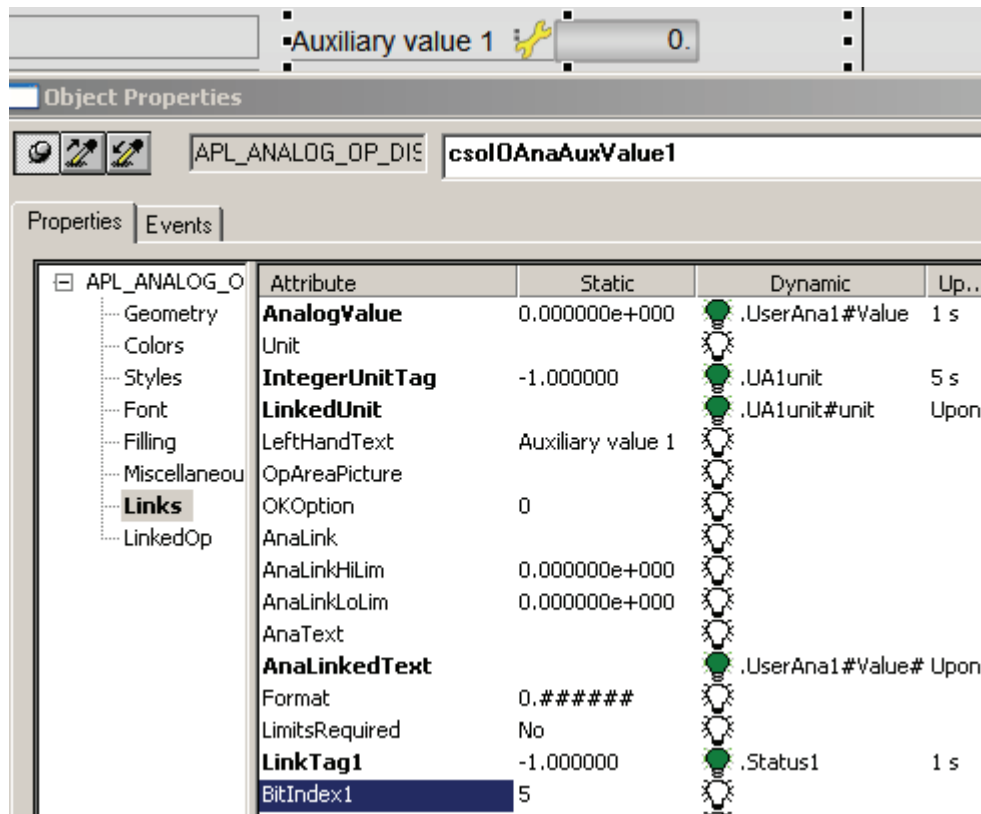 Auxiliary value 1 0.
Object Properties
APL_ANALOG_OP_DIS csolOAnaAuxValue1
Properties Events
APL_ANALOG_O Attribute Static Dynamic Up...
Geometry AnalogValue 0.000000e+000 .UserAna1#Value 1 s
Colors Unit
Styles IntegerUnitTag -1.000000 .UA1unit 5 s
Font LinkedUnit .UA1unit#unit Upon
Filling LeftHandText Auxiliary value 1
Miscellaneou OpAreaPicture
Links OKOption 0
LinkedOp AnaLink
AnaLinkHiLim 0.000000e+000
AnaLinkLoLim 0.000000e+000
AnaText
AnaLinkedText .UserAna1#Value# Upon
Format 0.######
LimitsRequired No
LinkTag1 -1.000000 .Status1 1 s
BitIndex1 5